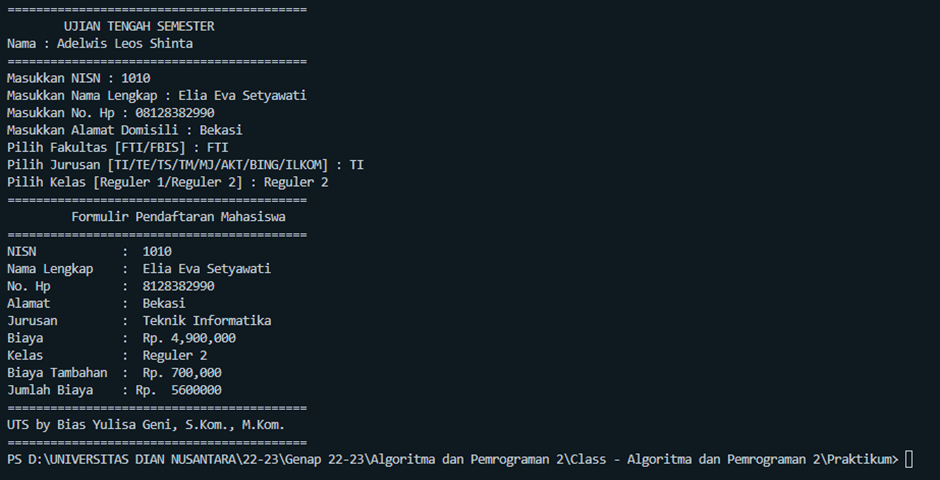 ==========================================
UJIAN TENGAH SEMESTER
Nama : Adelwis Leos Shinta
==========================================
Masukkan NISN : 1010
Masukkan Nama Lengkap : Elia Eva Setyawati
Masukkan No. Hp : 08128382990
Masukkan Alamat Domisili : Bekasi
Pilih Fakultas [FTI/FBIS] : FTI
Pilih Jurusan [TI/TE/TS/TM/MJ/AKT/BING/ILKOM] : TI
Pilih Kelas [Reguler 1/Reguler 2] : Reguler 2
==========================================
Formulir Pendaftaran Mahasiswa
==========================================
NISN : 1010
Nama Lengkap : Elia Eva Setyawati
No. Hp : 8128382990
Alamat : Bekasi
Jurusan : Teknik Informatika
Biaya : Rp. 4,900,000
Kelas : Reguler 2
Biaya Tambahan : Rp. 700,000
Jumlah Biaya : Rp. 5600000
==========================================
UTS by Bias Yulisa Geni, S.Kom., M.Kom.
==========================================
PS D:\UNIVERSITAS DIAN NUSANTARA\22-23\Genap 22-23\Algoritma dan Pemrograman 2\Class - Algoritma dan Pemrograman 2\Praktikum>